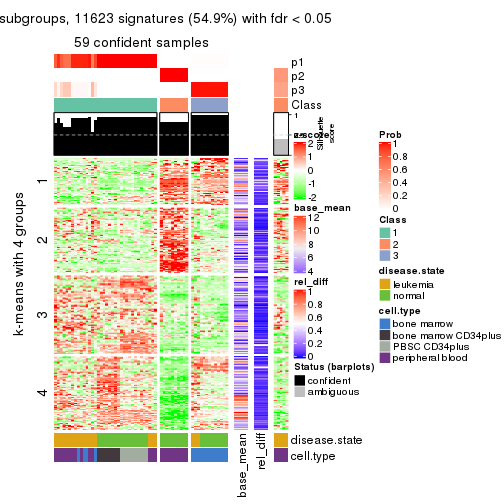 subgroups, 11623 signatures (54.9%) with fdr < 0.05
59 confident samples
p1
p2
p3
Class
1
Silhouette
score
z-score
2
1
0
-1
-2
base_mean
12
10
8
6
4
rel_diff
1
0.8
0.6
0.4
0.2
0
Status (barplots)
confident
ambiguous
Prob
1
0.8
0.6
0.4
0.2
0
Class
1
2
3
disease.state
leukemia
normal
cell.type
bone marrow
bone marrow CD34plus
PBSC CD34plus
peripheral blood
k-means with 4 groups
1
2
3
4
disease.state
cell.type
base_mean
rel_diff